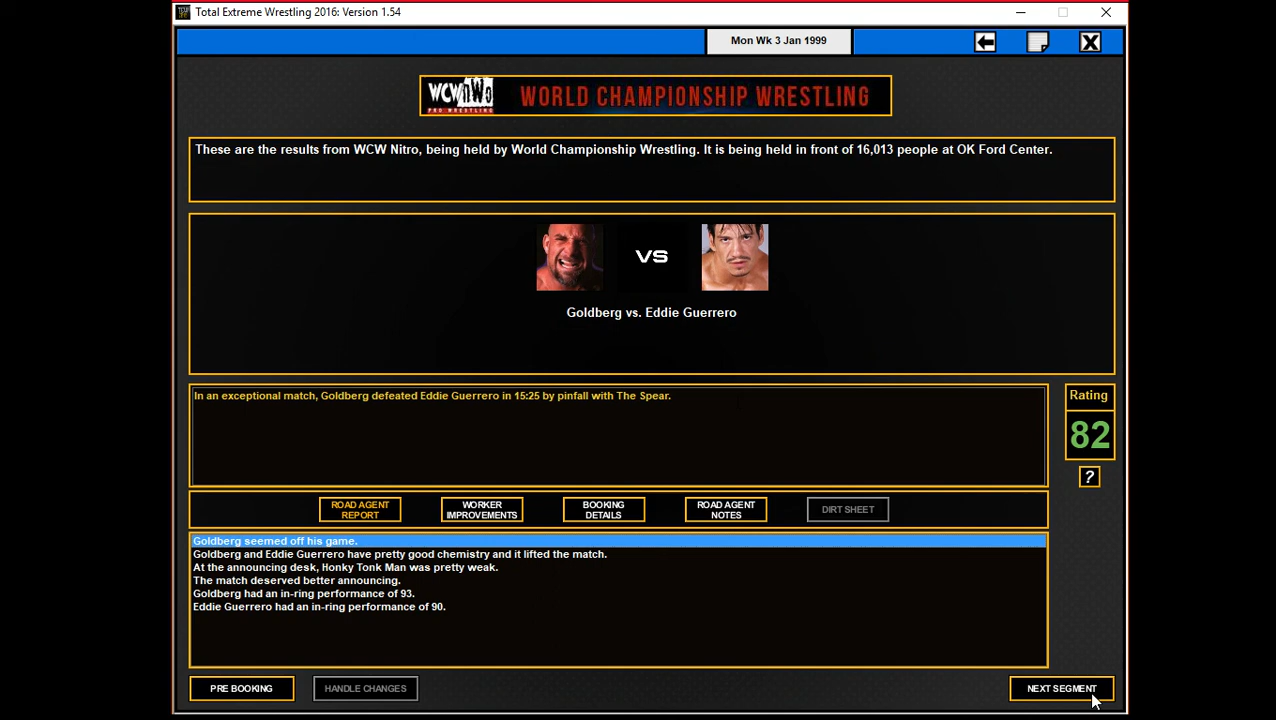 Total Extreme Wrestling 2016: Version 1.54
Mon Wk 3 Jan 1999
WCW nWo PRO WRESTLING WORLD CHAMPIONSHIP WRESTLING
These are the results from WCW Nitro, being held by World Championship Wrestling. It is being held in front of 16,013 people at OK Ford Center.
VS
Goldberg vs. Eddie Guerrero
In an exceptional match, Goldberg defeated Eddie Guerrero in 15:25 by pinfall with The Spear.
Rating
82
?
ROAD AGENT REPORT
WORKER IMPROVEMENTS
BOOKING DETAILS
ROAD AGENT NOTES
DIRT SHEET
Goldberg seemed off his game.
Goldberg and Eddie Guerrero have pretty good chemistry and it lifted the match.
At the announcing desk, Honky Tonk Man was pretty weak.
The match deserved better announcing.
Goldberg had an in-ring performance of 93.
Eddie Guerrero had an in-ring performance of 90.
PRE BOOKING
HANDLE CHANGES
NEXT SEGMENT